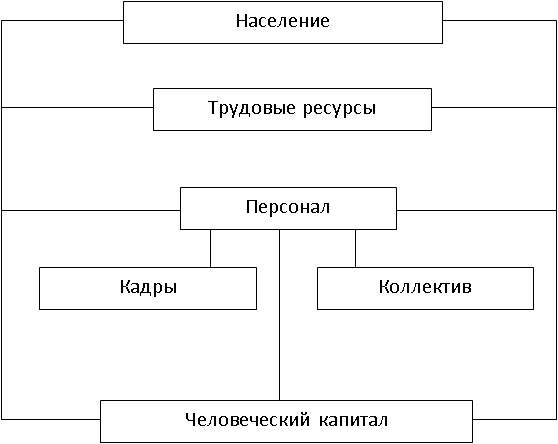 Население
Трудовые ресурсы
Персонал
Кадры
Коллектив
Человеческий капитал